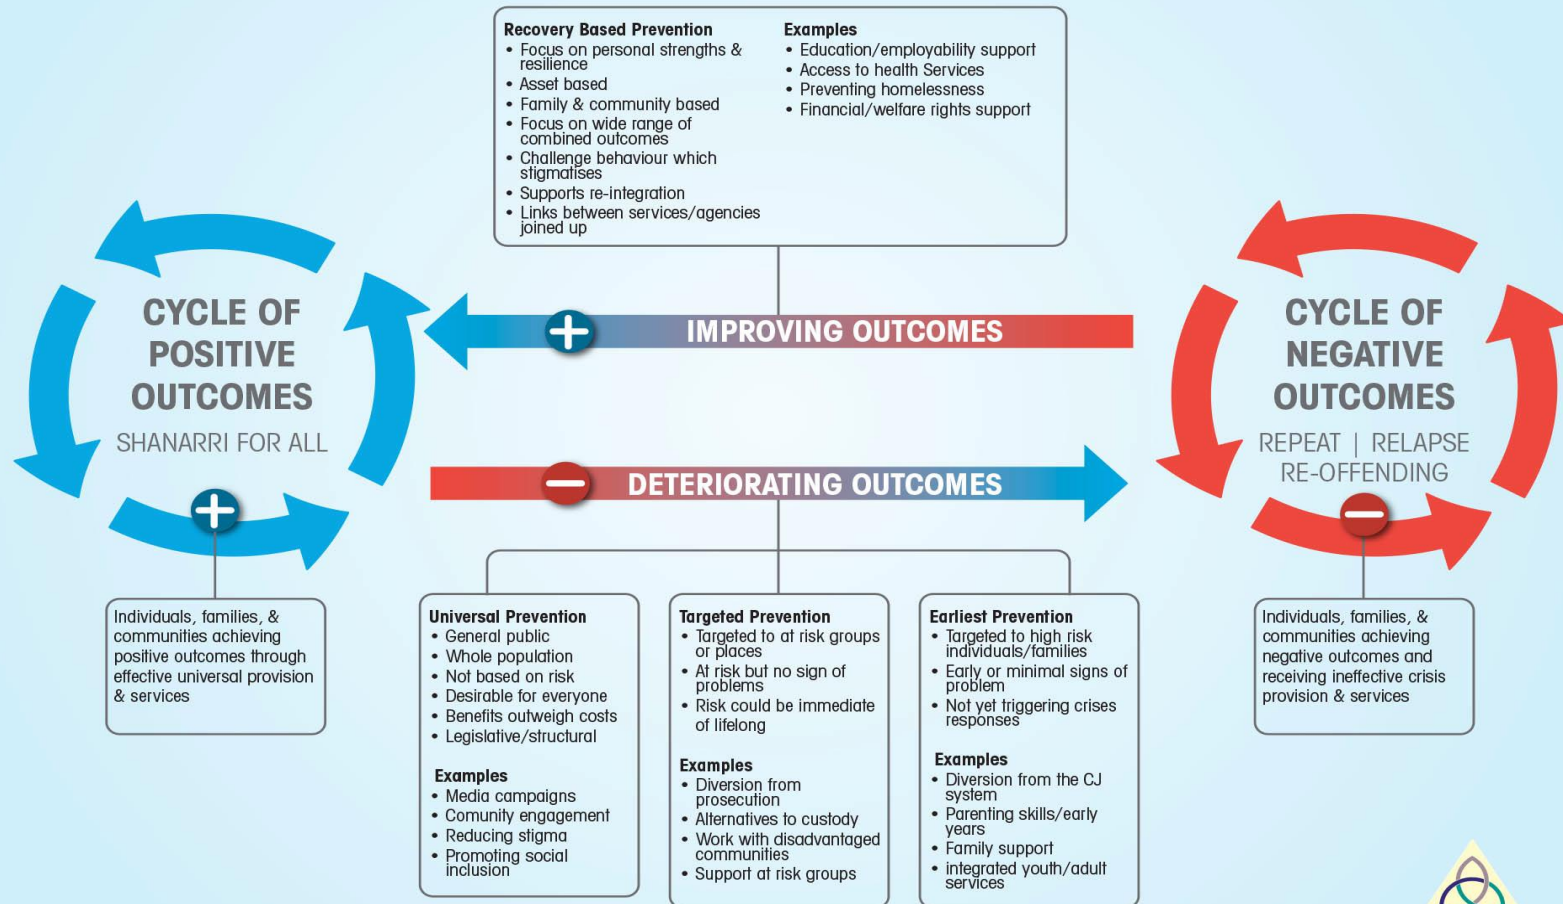 Recovery Based Prevention
• Focus on personal strengths &
resilience
• Asset based
• Family & community based
• Focus on wide range of
combined outcomes
• Challenge behaviour which
stigmatises
• Supports re-integration
• Links between services/agencies
joined up
Examples
• Education/employability support
• Access to health Services
• Preventing homelessness
• Financial/welfare rights support
CYCLE OF
POSITIVE
OUTCOMES
SHANARRI FOR ALL
IMPROVING OUTCOMES
DETERIORATING OUTCOMES
CYCLE OF
NEGATIVE
OUTCOMES
REPEAT | RELAPSE
RE-OFFENDING
Individuals, families, &
communities achieving
positive outcomes through
effective universal provision
& services
Universal Prevention
• General public
• Whole population
• Not based on risk
• Desirable for everyone
• Benefits outweigh costs
• Legislative/structural
Examples
• Media campaigns
• Comunity engagement
• Reducing stigma
• Promoting social
inclusion
Targeted Prevention
• Targeted to at risk groups
or places
• At risk but no sign of
problems
• Risk could be immediate
of lifelong
Examples
• Diversion from
prosecution
• Alternatives to custody
• Work with disadvantaged
communities
• Support at risk groups
Earliest Prevention
• Targeted to high risk
individuals/families
• Early or minimal signs of
problem
• Not yet triggering crises
responses
Examples
• Diversion from the CJ
system
• Parenting skills/early
years
• Family support
• integrated youth/adult
services
Individuals, families, &
communities achieving
negative outcomes and
receiving ineffective crisis
provision & services